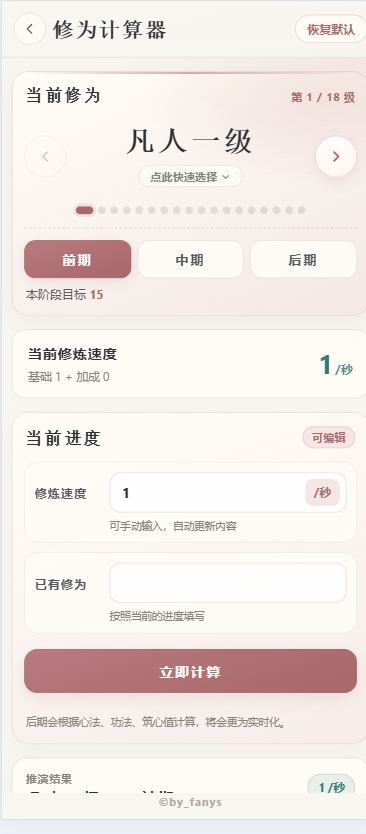 修为计算器
恢复默认
当前修为
第 1 / 18 级
凡人一级
点此快速选择
前期
中期
后期
本阶段目标 15
当前修炼速度
基础 1 + 加成 0
1 /秒
当前进度
可编辑
修炼速度
1
/秒
可手动输入，自动更新内容
已有修为
按照当前的进度填写
立即计算
后期会根据心法、功法、筑心值计算，将会更为实时化。
推演结果
1/秒
©by_fanys